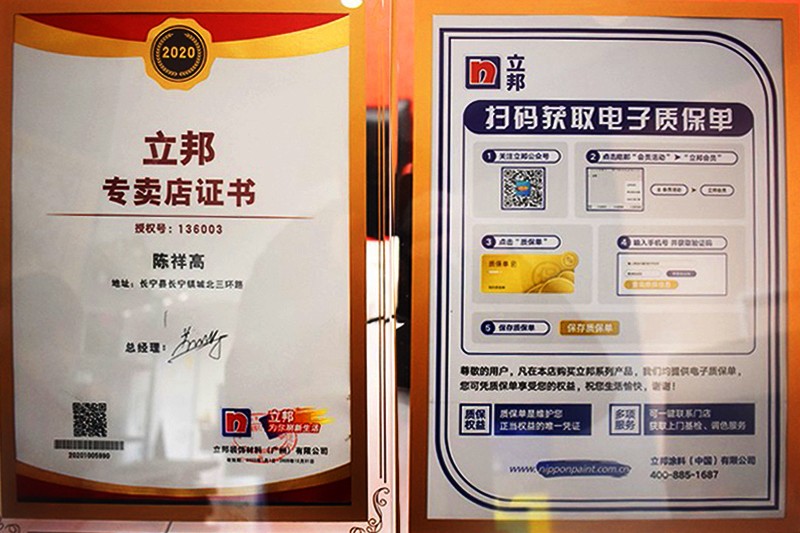 2020
立邦
专卖店证书
授权号：136003
陈祥高
地址：长宁县长宁镇城北三环路
总经理：
20201005990
立邦
为你刷新生活
立邦装饰材料（广州）有限公司
n
立邦
扫码获取电子质保单
1 关注立邦公众号
2 点击底部“会员活动” ➤ “立邦会员”
3 点击“质保单”
质保单
4 输入手机号 并获取验证码
查询质保信息
5 保存质保单
保存质保单
尊敬的用户，凡在本店购买立邦系列产品，我们均提供电子质保单，
您可凭质保单享受您的权益，祝您生活愉快，谢谢！
质保权益
质保单是维护您
正当权益的唯一凭证
多项服务
可一键联系门店
获取上门基检、调色服务
www.nipponpaint.com.cn
立邦涂料（中国）有限公司
400-885-1687